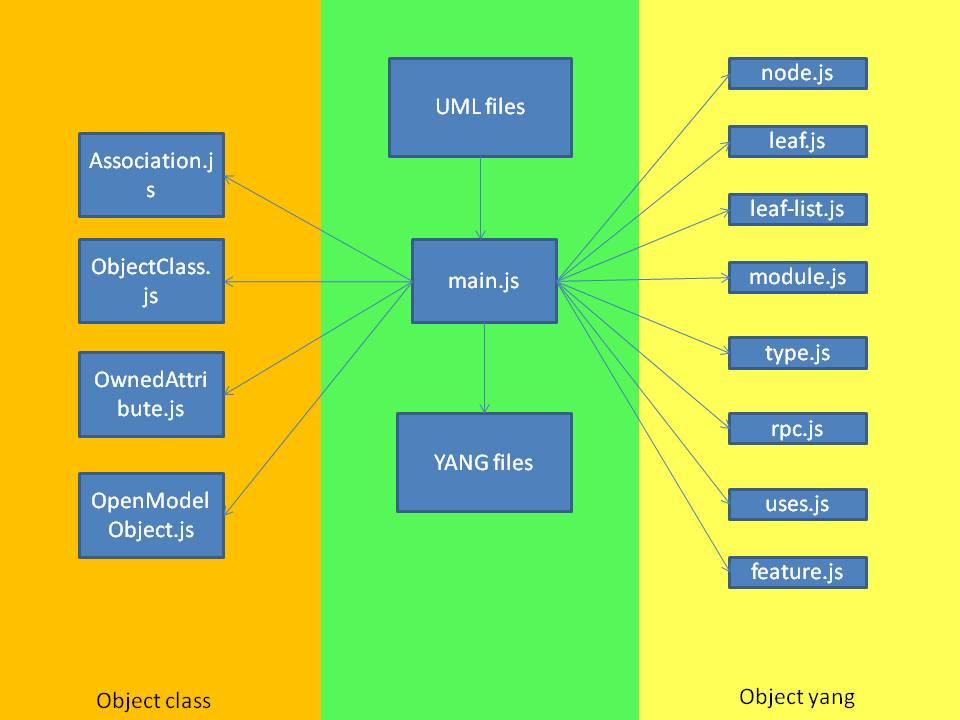 Association.j
s
ObjectClass.
js
OwnedAttri
bute.js
OpenModel
Object.js
Object class
UML files
main.js
YANG files
node.js
leaf.js
leaf-list.js
module.js
type.js
rpc.js
uses.js
feature.js
Object yang